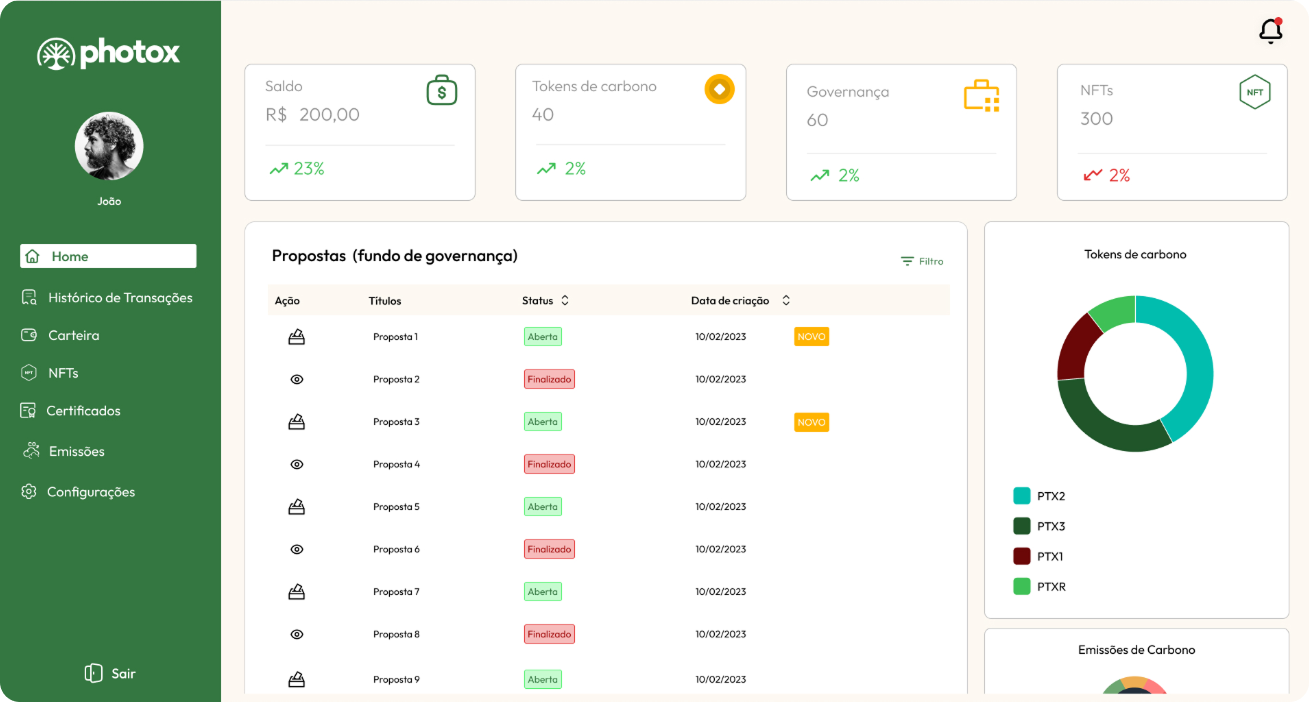 photox
João
Home
Histórico de Transações
Carteira
NFTs
Certificados
Emissões
Configurações
Sair
Saldo
R$ 200,00
$
23%
Tokens de carbono
40
2%
Governança
60
2%
NFTs
300
NFT
2%
Propostas (fundo de governança)
Filtro
Ação Títulos Status Data de criação
Proposta 1 Aberta 10/02/2023 NOVO
Proposta 2 Finalizado 10/02/2023
Proposta 3 Aberta 10/02/2023 NOVO
Proposta 4 Finalizado 10/02/2023
Proposta 5 Aberta 10/02/2023
Proposta 6 Finalizado 10/02/2023
Proposta 7 Aberta 10/02/2023
Proposta 8 Finalizado 10/02/2023
Proposta 9 Aberta 10/02/2023
Tokens de carbono
PTX2
PTX3
PTX1
PTXR
Emissões de Carbono